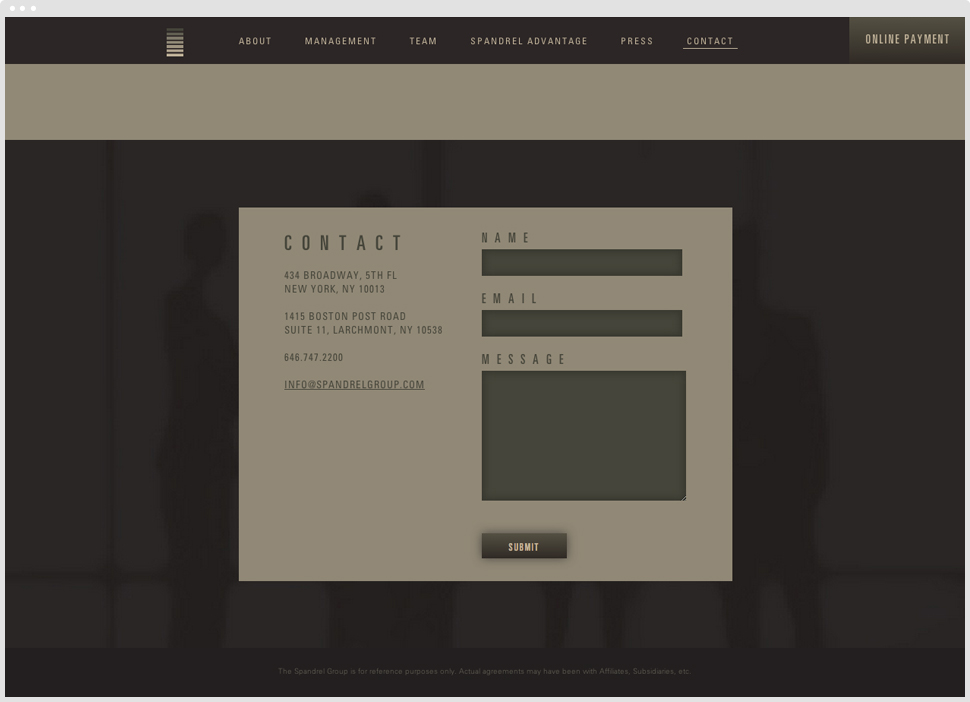 ABOUT MANAGEMENT TEAM SPANDREL ADVANTAGE PRESS CONTACT ONLINE PAYMENT
CONTACT
434 BROADWAY, 5TH FL
NEW YORK, NY 10013
1415 BOSTON POST ROAD
SUITE 11, LARCHMONT, NY 10538
646.747.2200
INFO@SPANDRELGROUP.COM
NAME
EMAIL
MESSAGE
SUBMIT
The Spandrel Group is for reference purposes only. Actual agreements may have been with Affiliates, Subsidiaries, etc.